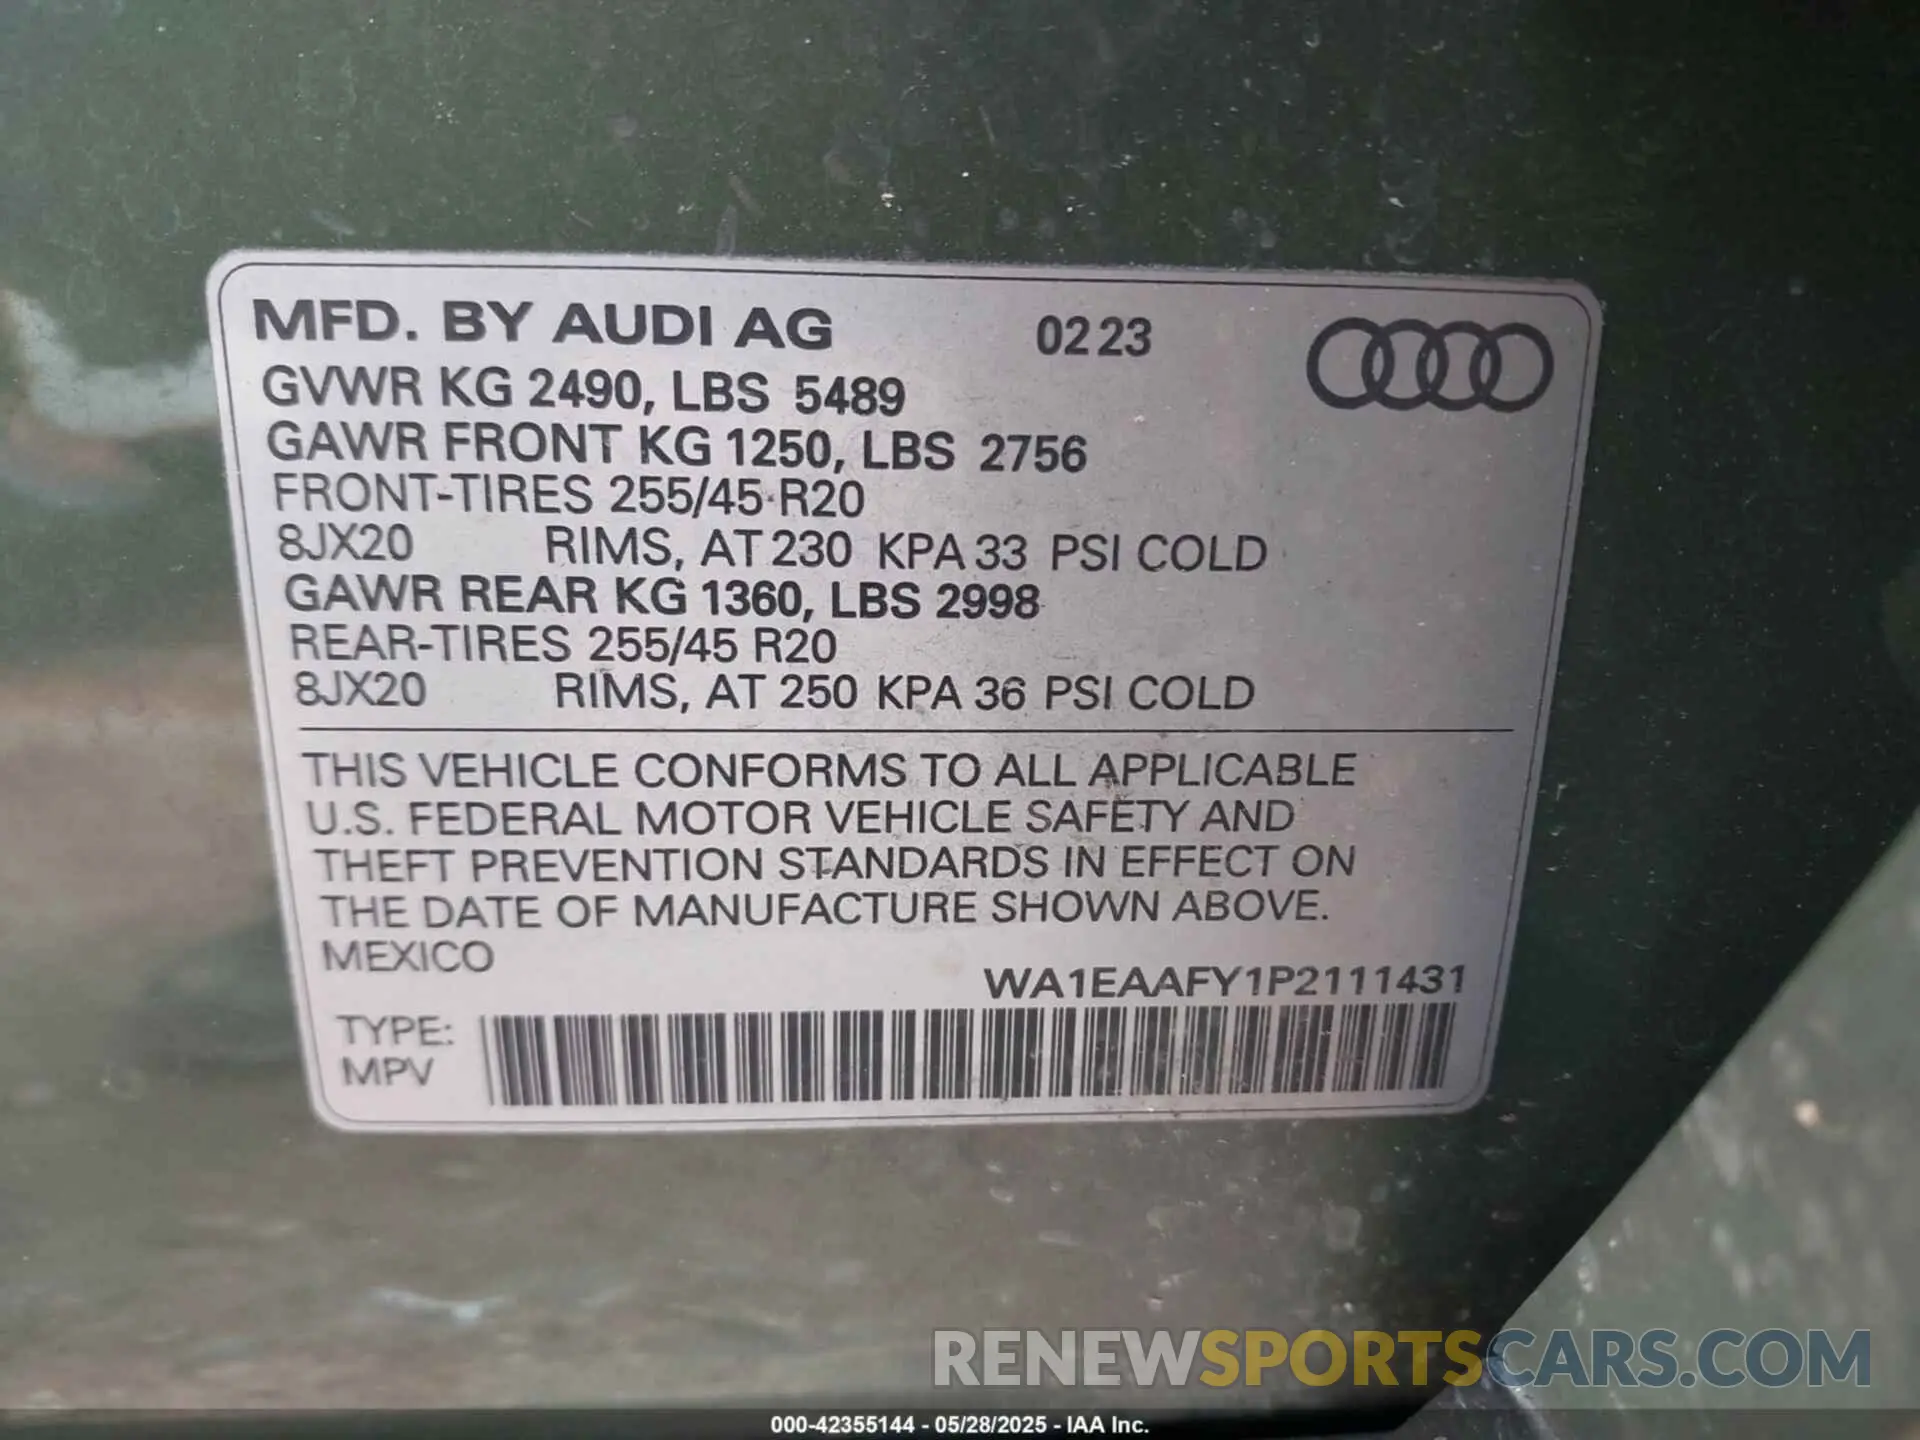 MFD. BY AUDI AG 02 23
GVWR KG 2490, LBS 5489
GAWR FRONT KG 1250, LBS 2756
FRONT-TIRES 255/45 R20
8JX20 RIMS, AT 230 KPA 33 PSI COLD
GAWR REAR KG 1360, LBS 2998
REAR-TIRES 255/45 R20
8JX20 RIMS, AT 250 KPA 36 PSI COLD
THIS VEHICLE CONFORMS TO ALL APPLICABLE
U.S. FEDERAL MOTOR VEHICLE SAFETY AND
THEFT PREVENTION STANDARDS IN EFFECT ON
THE DATE OF MANUFACTURE SHOWN ABOVE.
MEXICO
WA1EAAFY1P2111431
TYPE:
MPV
RENEWSPORTSCARS.COM
000-42355144 - 05/28/2025 - IAA Inc.